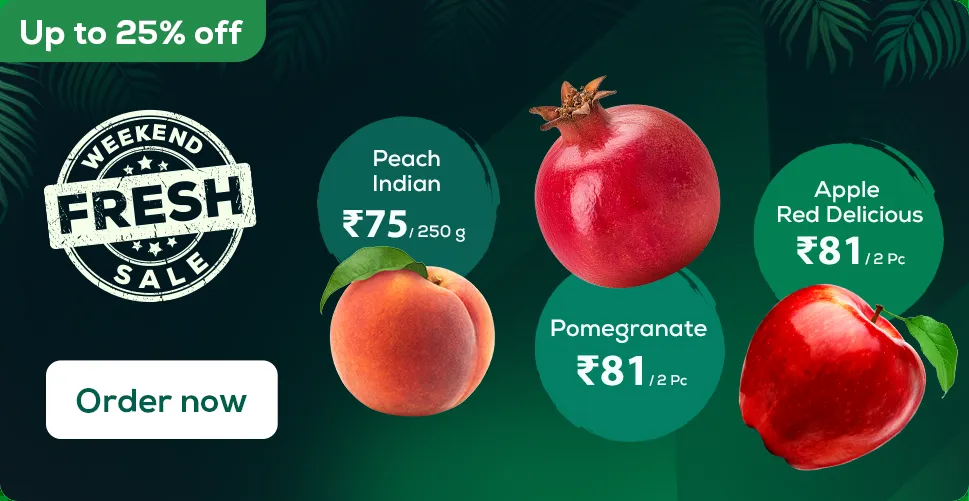 Up to 25% off
WEEKEND
FRESH
SALE
Order now
Peach
Indian
₹75/ 250 g
Pomegranate
₹81/ 2 Pc
Apple
Red Delicious
₹81/ 2 Pc